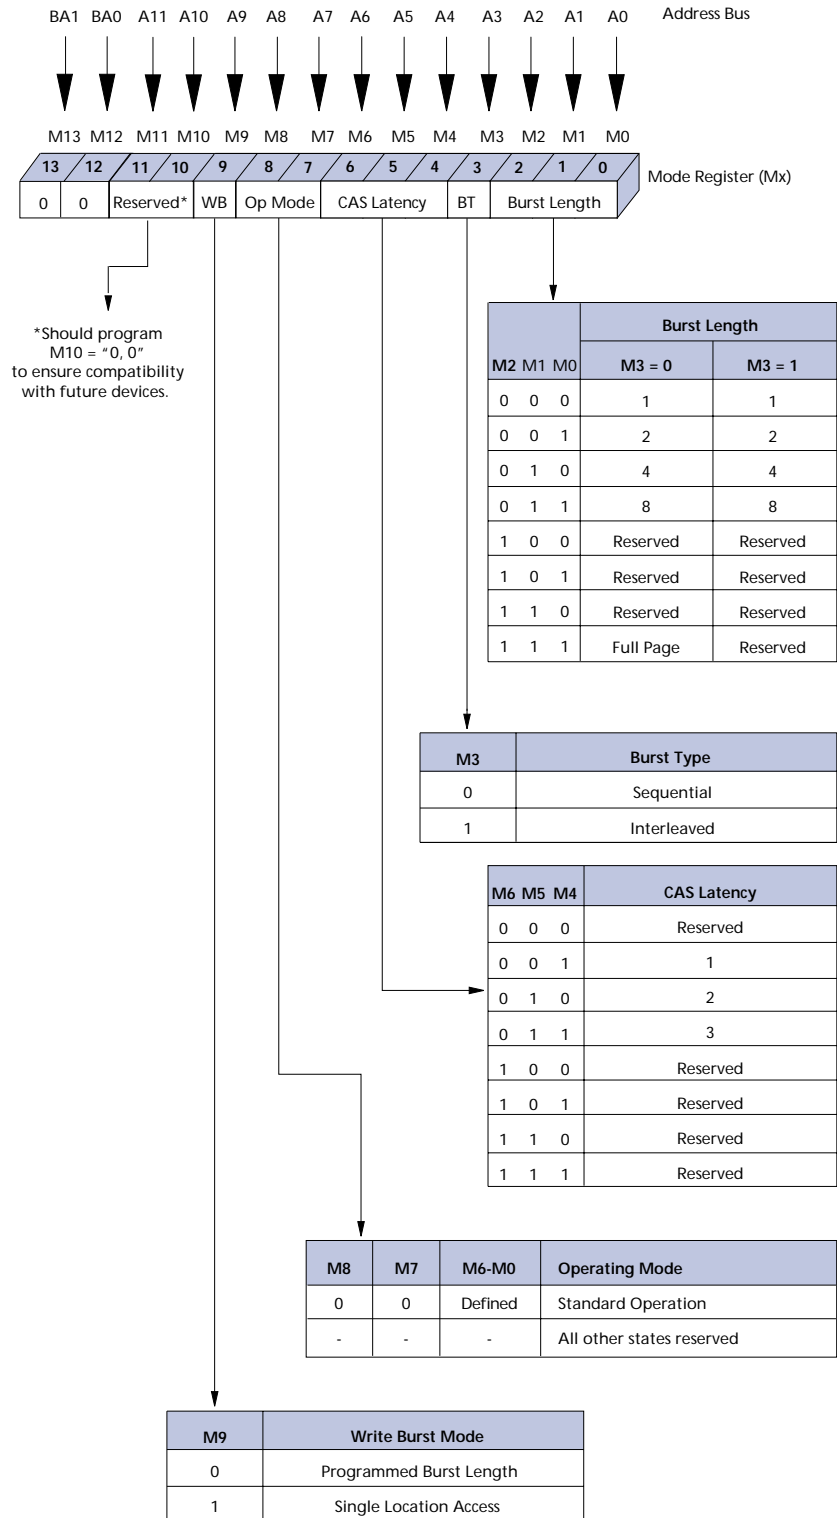 BA1 BA0 A11 A10 A9 A8 A7 A6 A5 A4 A3 A2 A1 A0 Address Bus
M13 M12 M11 M10 M9 M8 M7 M6 M5 M4 M3 M2 M1 M0
13 12 11 10 9 8 7 6 5 4 3 2 1 0
Mode Register (Mx)
0 0 Reserved* WB Op Mode CAS Latency BT Burst Length
*Should program
M10 = “0, 0”
to ensure compatibility
with future devices.
Burst Length
M2 M1 M0 M3 = 0 M3 = 1
0 0 0 1 1
0 0 1 2 2
0 1 0 4 4
0 1 1 8 8
1 0 0 Reserved Reserved
1 0 1 Reserved Reserved
1 1 0 Reserved Reserved
1 1 1 Full Page Reserved
M3 Burst Type
0 Sequential
1 Interleaved
M6 M5 M4 CAS Latency
0 0 0 Reserved
0 0 1 1
0 1 0 2
0 1 1 3
1 0 0 Reserved
1 0 1 Reserved
1 1 0 Reserved
1 1 1 Reserved
M8 M7 M6-M0 Operating Mode
0 0 Defined Standard Operation
- - - All other states reserved
M9 Write Burst Mode
0 Programmed Burst Length
1 Single Location Access